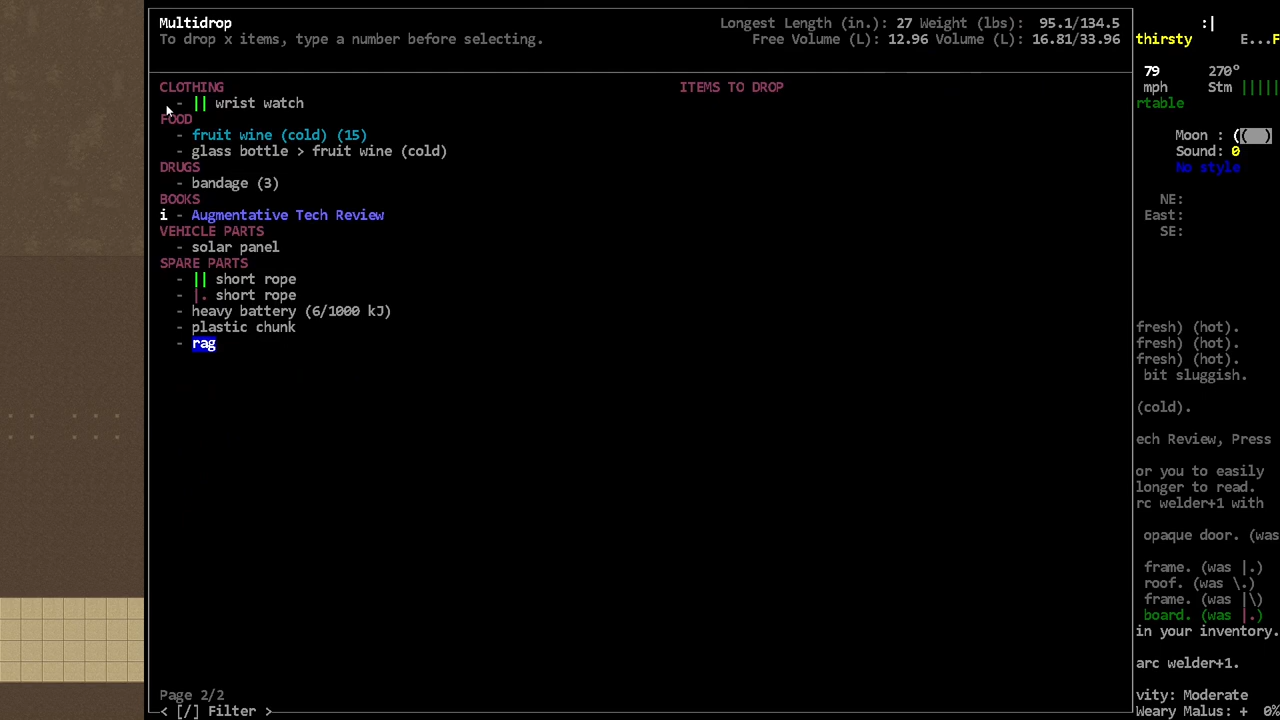 Multidrop Longest Length (in.): 27 Weight (lbs): 95.1/134.5
To drop x items, type a number before selecting. Free Volume (L): 12.96 Volume (L): 16.81/33.96
CLOTHING ITEMS TO DROP
- || wrist watch
FOOD
- fruit wine (cold) (15)
- glass bottle > fruit wine (cold)
DRUGS
- bandage (3)
BOOKS
i - Augmentative Tech Review
VEHICLE PARTS
- solar panel
SPARE PARTS
- || short rope
- |. short rope
- heavy battery (6/1000 kJ)
- plastic chunk
- rag
Page 2/2
< [/] Filter >
:|
thirsty E...F
79 270°
mph Stm |||||
rtable
Moon : (( )
Sound: 0
No style
NE:
East:
SE:
fresh) (hot).
fresh) (hot).
fresh) (hot).
bit sluggish.
(cold).
ech Review, Press
or you to easily
longer to read.
rc welder+1 with
opaque door. (was
frame. (was |.)
roof. (was \.)
frame. (was |\)
board. (was |.)
in your inventory.
arc welder+1.
vity: Moderate
Weary Malus: + 0%